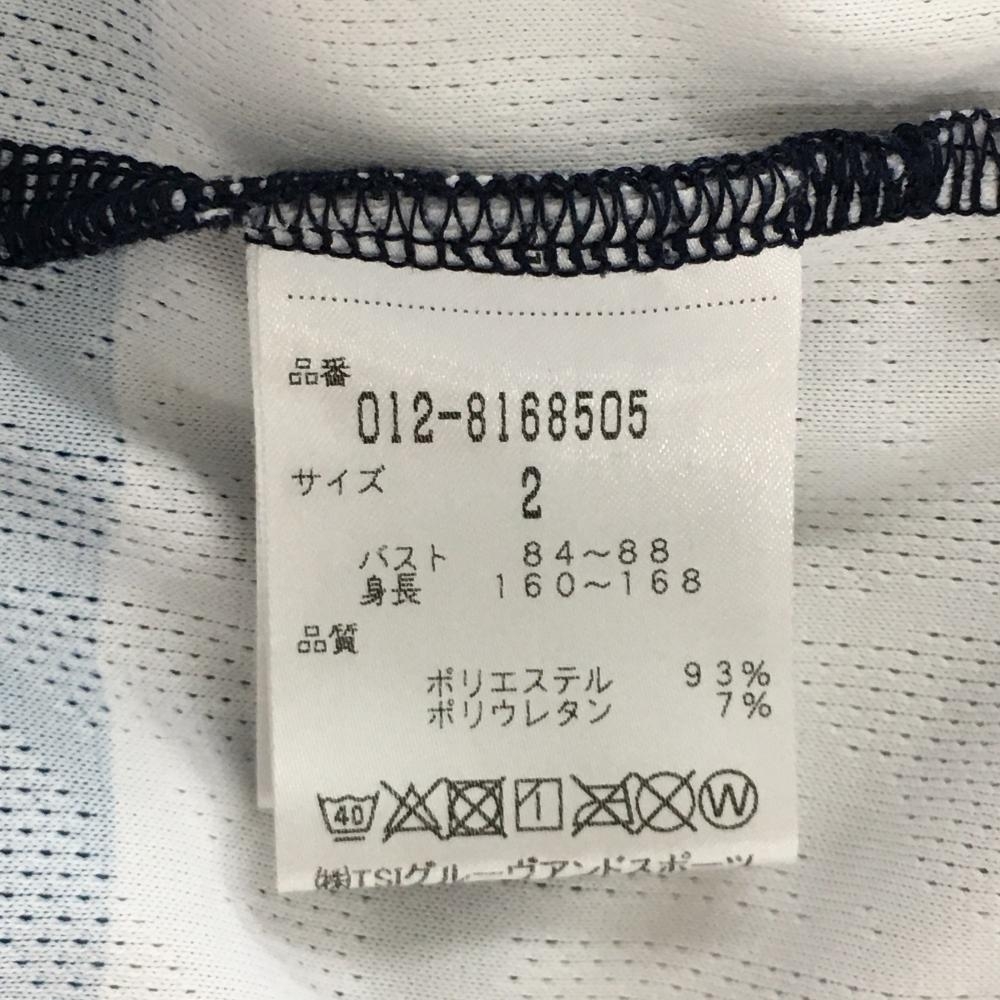 品番
012-8168505
サイズ 2
バスト 84〜88
身長 160〜168
品質
ポリエステル 93%
ポリウレタン 7%
40 W
㈱TSIグルーヴアンドスポーツ